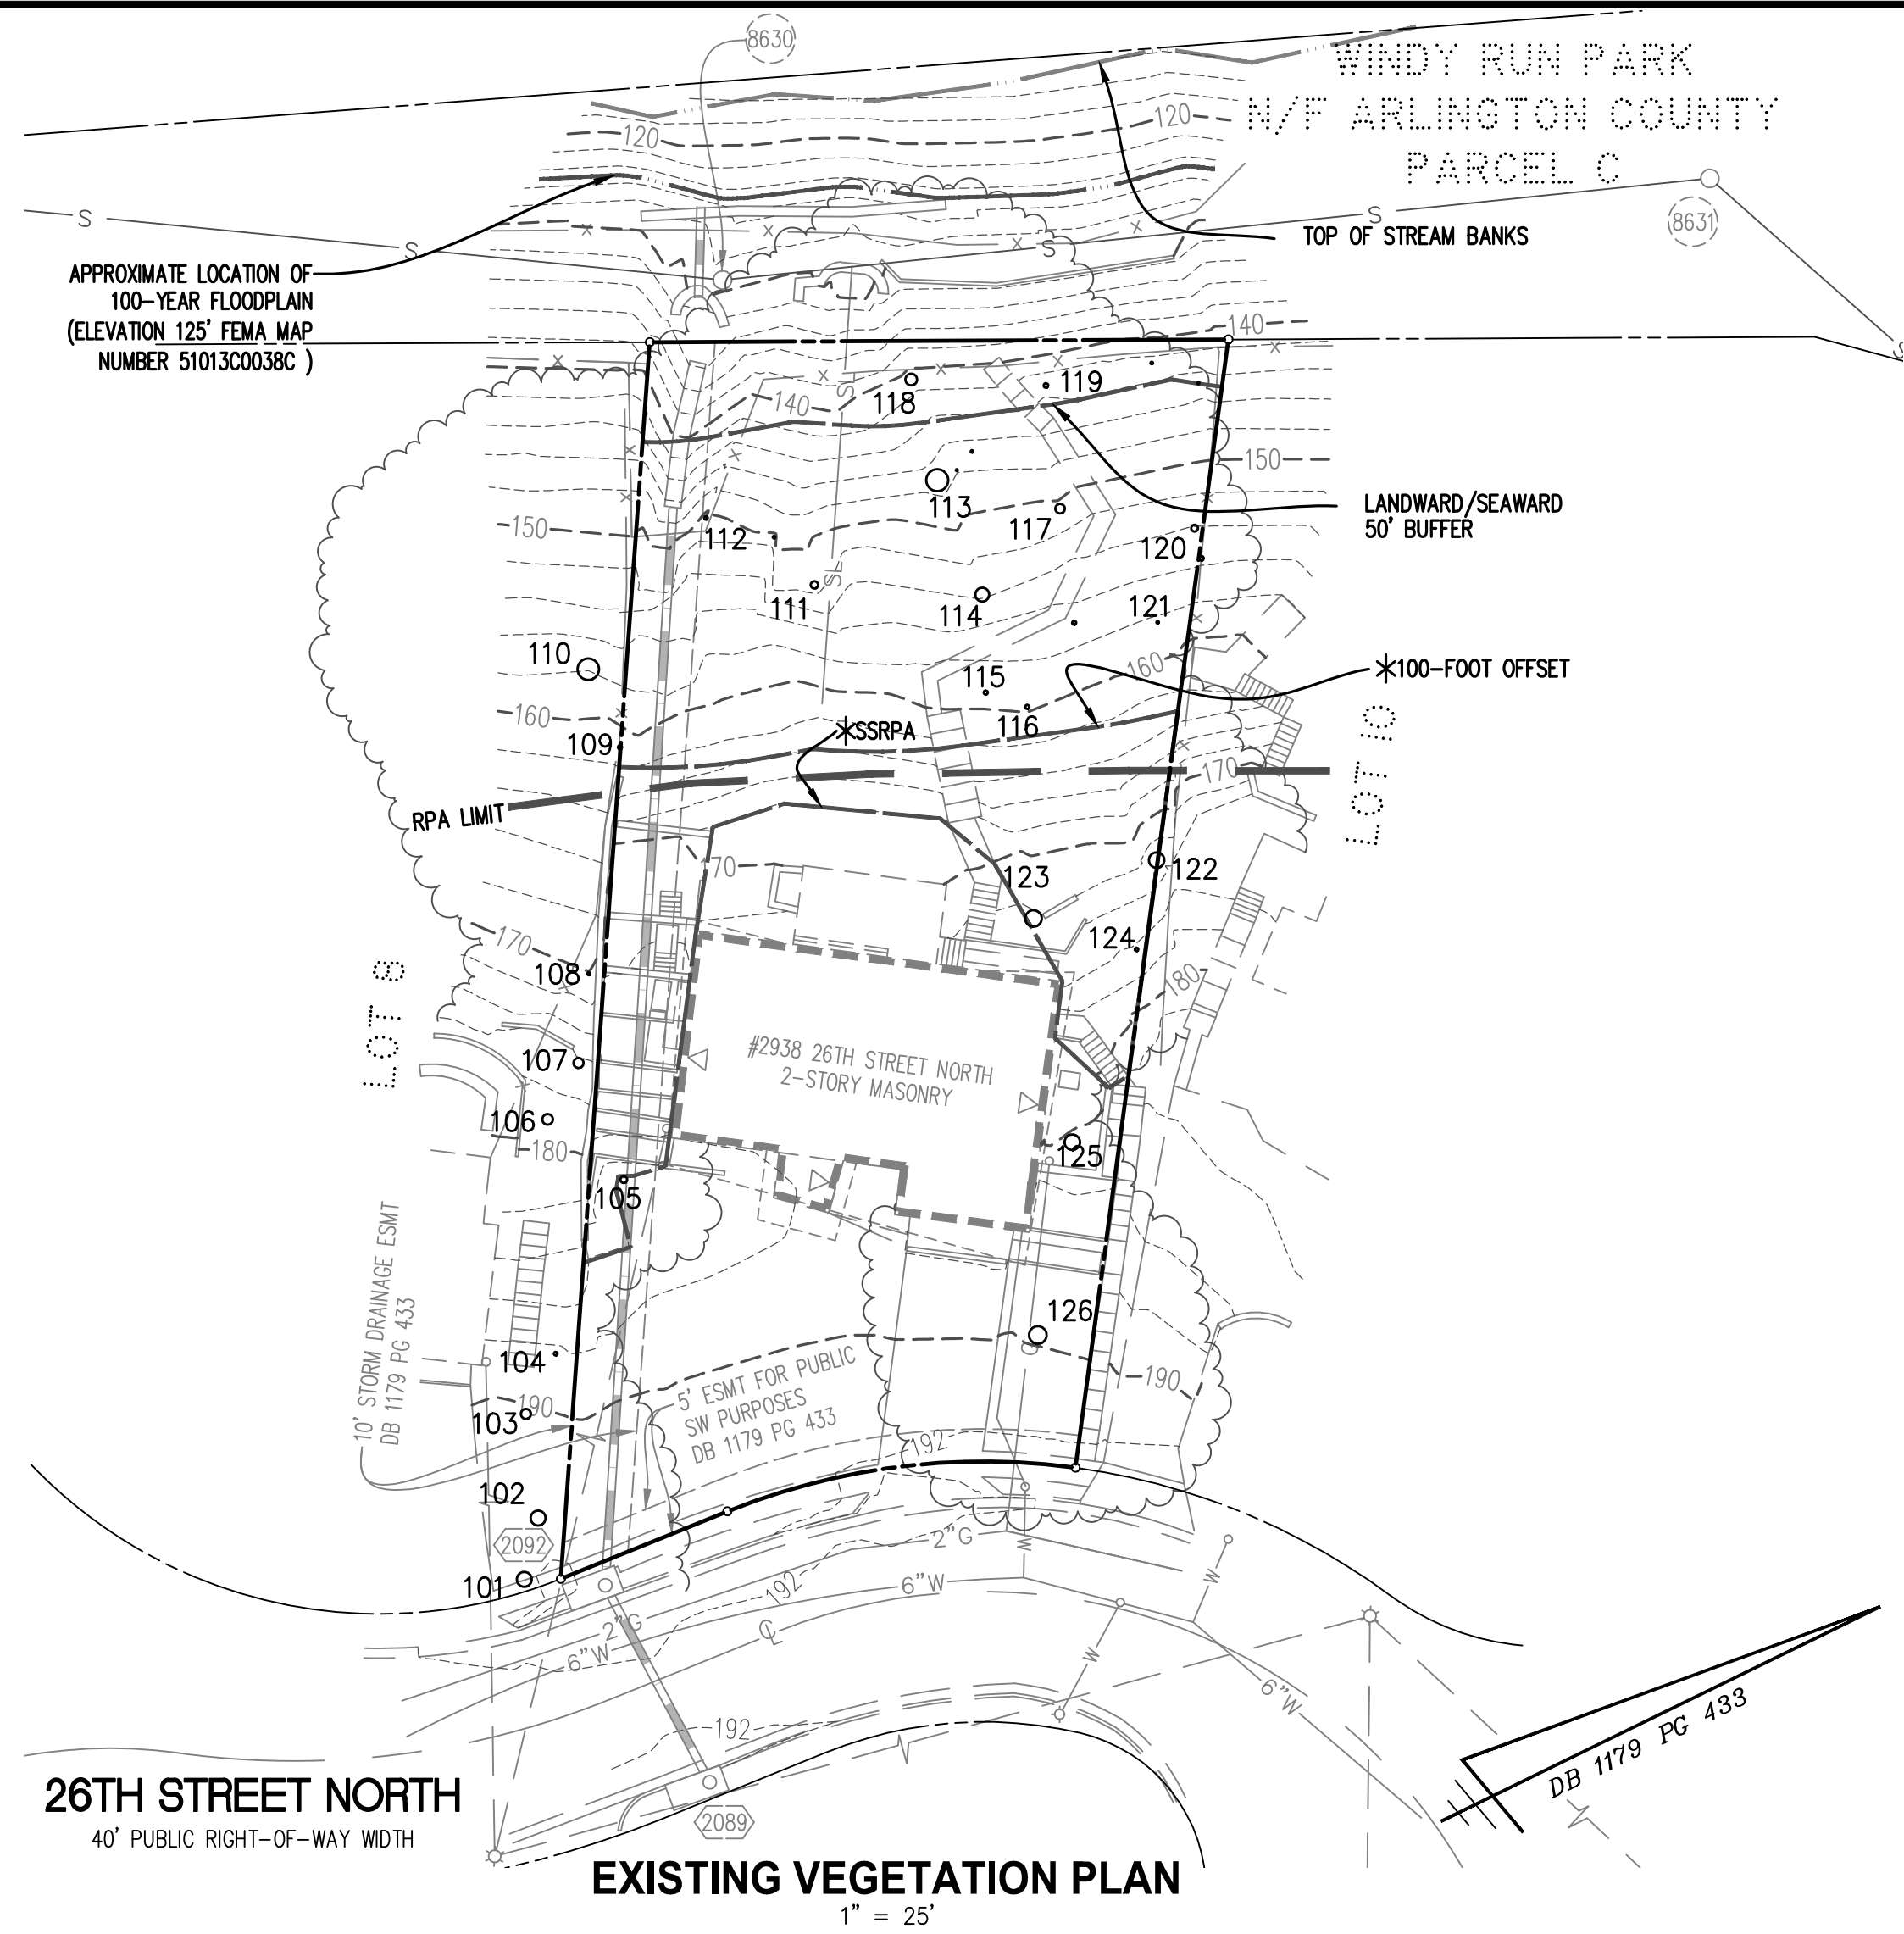 8630
WINDY RUN PARK
N/F ARLINGTON COUNTY
PARCEL C
120
120
S
S
S
S
8631
TOP OF STREAM BANKS
APPROXIMATE LOCATION OF
100-YEAR FLOODPLAIN
(ELEVATION 125' FEMA MAP
NUMBER 51013C0038C )
140
S
118
119
140
SL
150
LANDWARD/SEAWARD
50' BUFFER
113
117
112
150
120
SL
111
114
121
110
160
*100-FOOT OFFSET
115
160
116
109
*SSRPA
LOT 10
170
RPA LIMIT
70
123
122
124
170
108
180
LOT 8
107
#2938 26TH STREET NORTH
2-STORY MASONRY
106
180
125
105
10' STORM DRAINAGE ESMT
DB 1179 PG 433
126
104
5' ESMT FOR PUBLIC
SW PURPOSES
DB 1179 PG 433
190
190
103
192
102
2092
2"G
W
W
101
192
6"W
2"G
6"W
℄
W
6"W
192
DB 1179 PG 433
26TH STREET NORTH
40' PUBLIC RIGHT-OF-WAY WIDTH
2089
EXISTING VEGETATION PLAN
1" = 25'